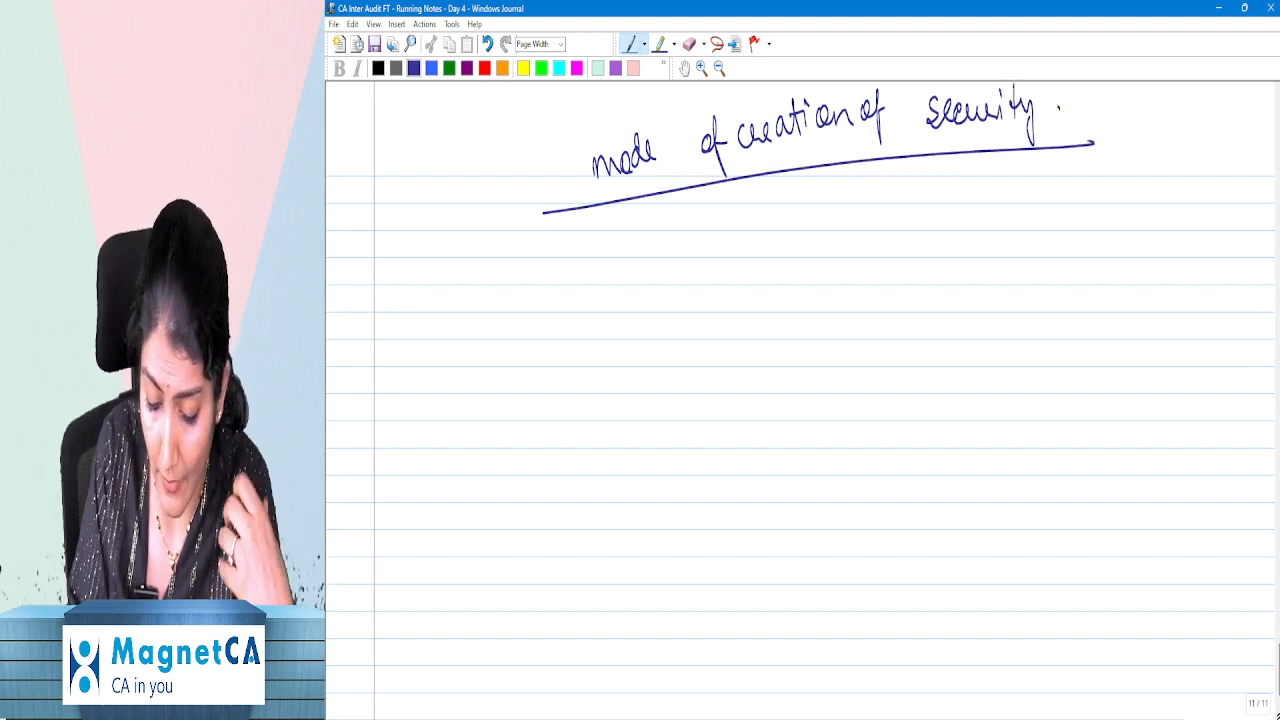 CA Inter Audit FT - Running Notes - Day 4 - Windows Journal
File Edit View Insert Actions Tools Help
Page Width
B I
mode of creation of security.
MagnetCA
CA in you
11 / 11